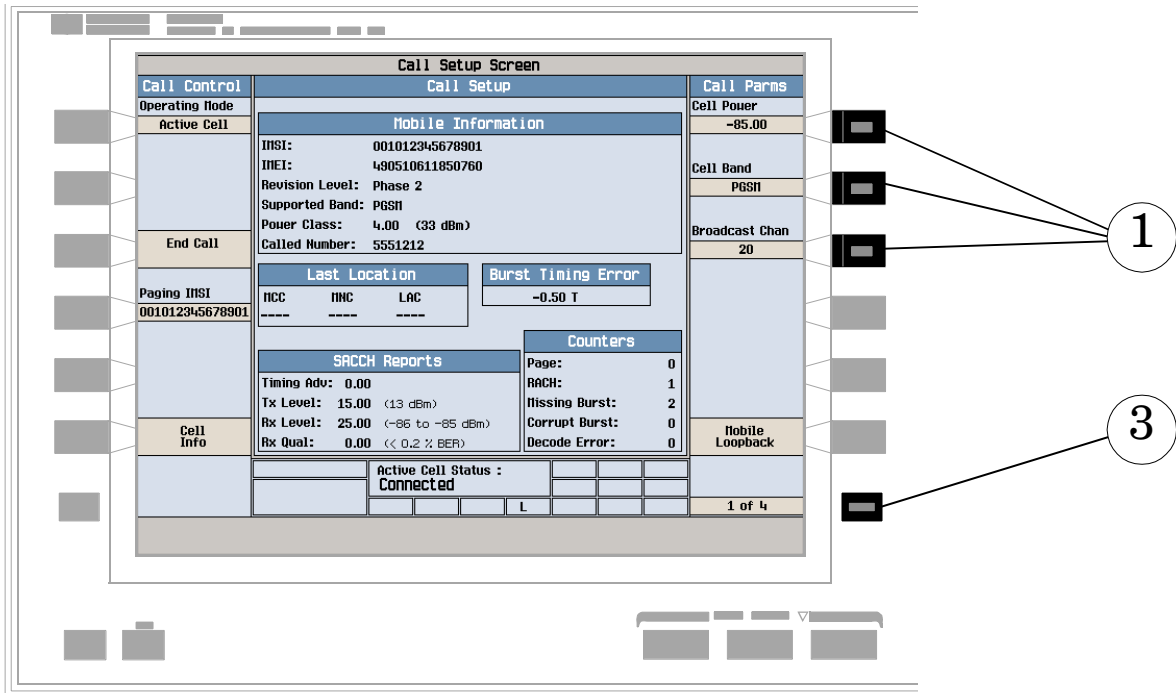 Call Setup Screen
Call Control
Call Setup
Call Parms
Operating Mode
Active Cell
End Call
Paging IMSI
001012345678901
Cell
Info
Mobile Information
IMSI: 001012345678901
IMEI: 490510611850760
Revision Level: Phase 2
Supported Band: PGSM
Power Class: 4.00 (33 dBm)
Called Number: 5551212
Last Location
MCC MNC LAC
---- ---- ----
Burst Timing Error
-0.50 T
SACCH Reports
Timing Adv: 0.00
Tx Level: 15.00 (13 dBm)
Rx Level: 25.00 (-86 to -85 dBm)
Rx Qual: 0.00 (< 0.2 % BER)
Counters
Page: 0
RACH: 1
Missing Burst: 2
Corrupt Burst: 0
Decode Error: 0
Active Cell Status :
Connected
L
Cell Power
-85.00
Cell Band
PGSM
Broadcast Chan
20
Mobile
Loopback
1 of 4
1
3